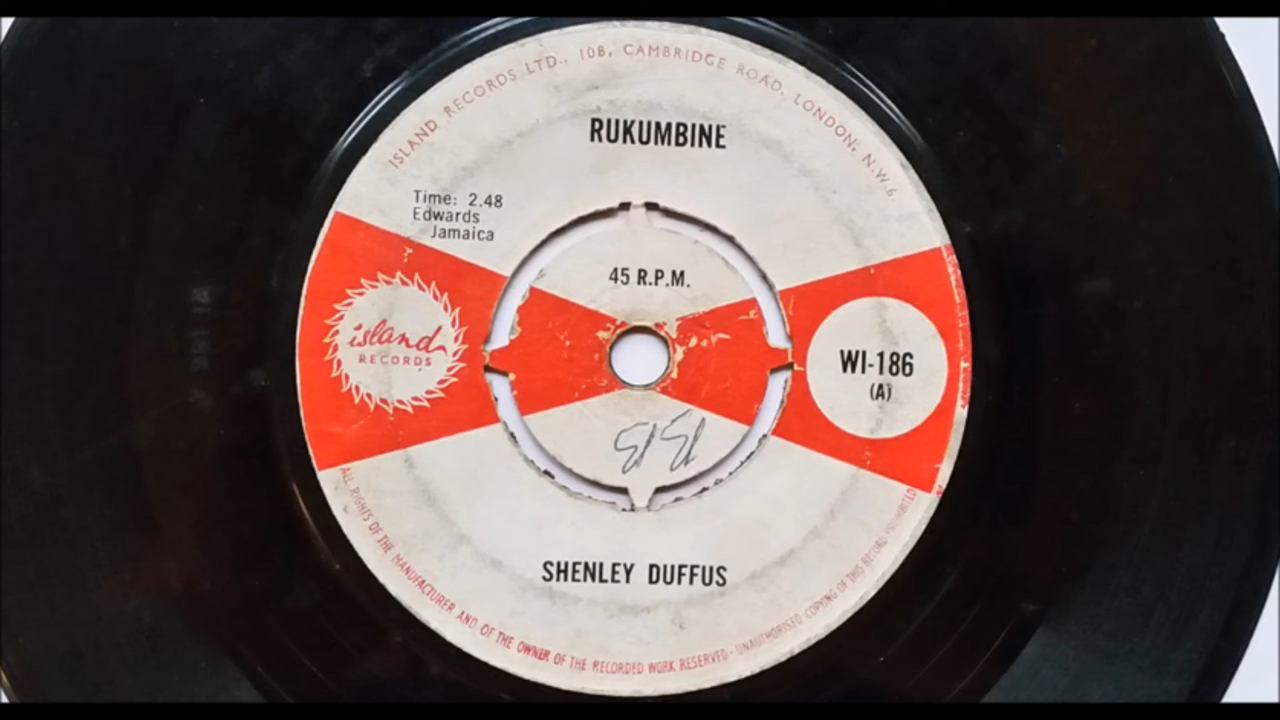 ISLAND RECORDS LTD., 108, CAMBRIDGE ROAD, LONDON, N.W.6.
RUKUMBINE
Time: 2.48
Edwards
Jamaica
45 R.P.M.
island
RECORDS
WI-186
(A)
SHENLEY DUFFUS
ALL RIGHTS OF THE MANUFACTURER AND OF THE OWNER OF THE RECORDED WORK RESERVED - UNAUTHORISED COPYING OF THIS RECORD PROHIBITED